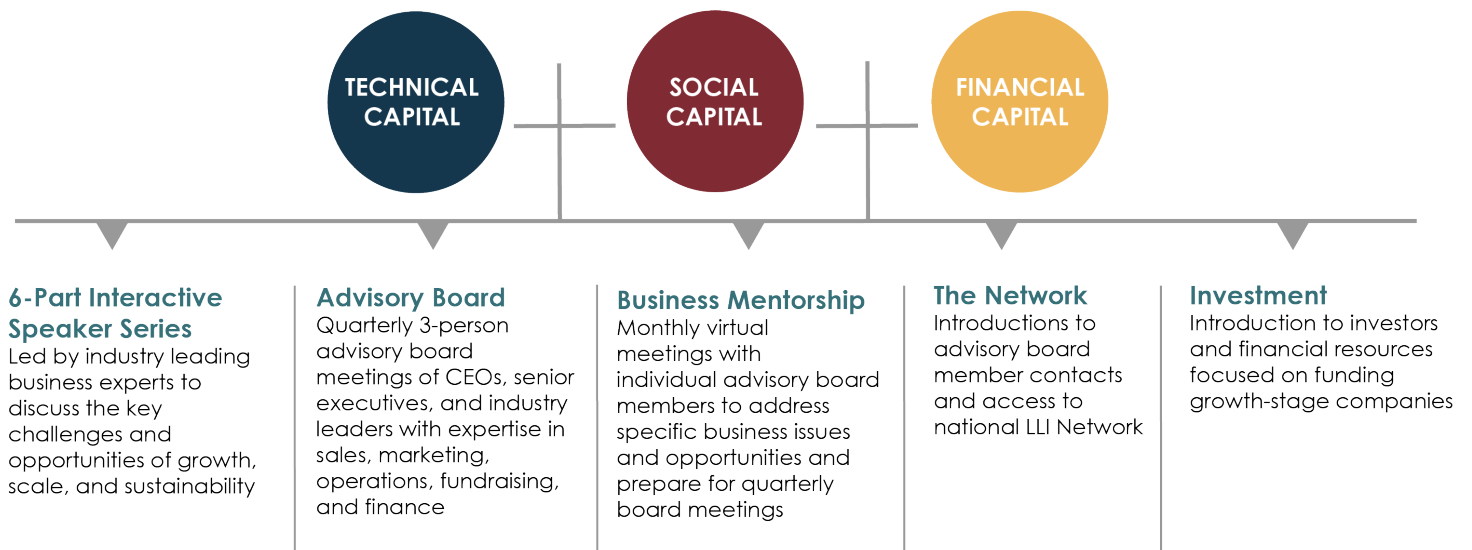 TECHNICAL
CAPITAL
SOCIAL
CAPITAL
FINANCIAL
CAPITAL
6-Part Interactive
Speaker Series
Led by industry leading
business experts to
discuss the key
challenges and
opportunities of growth,
scale, and sustainability
Advisory Board
Quarterly 3-person
advisory board
meetings of CEOs, senior
executives, and industry
leaders with expertise in
sales, marketing,
operations, fundraising,
and finance
Business Mentorship
Monthly virtual
meetings with
individual advisory board
members to address
specific business issues
and opportunities and
prepare for quarterly
board meetings
The Network
Introductions to
advisory board
member contacts
and access to
national LLI Network
Investment
Introduction to investors
and financial resources
focused on funding
growth-stage companies